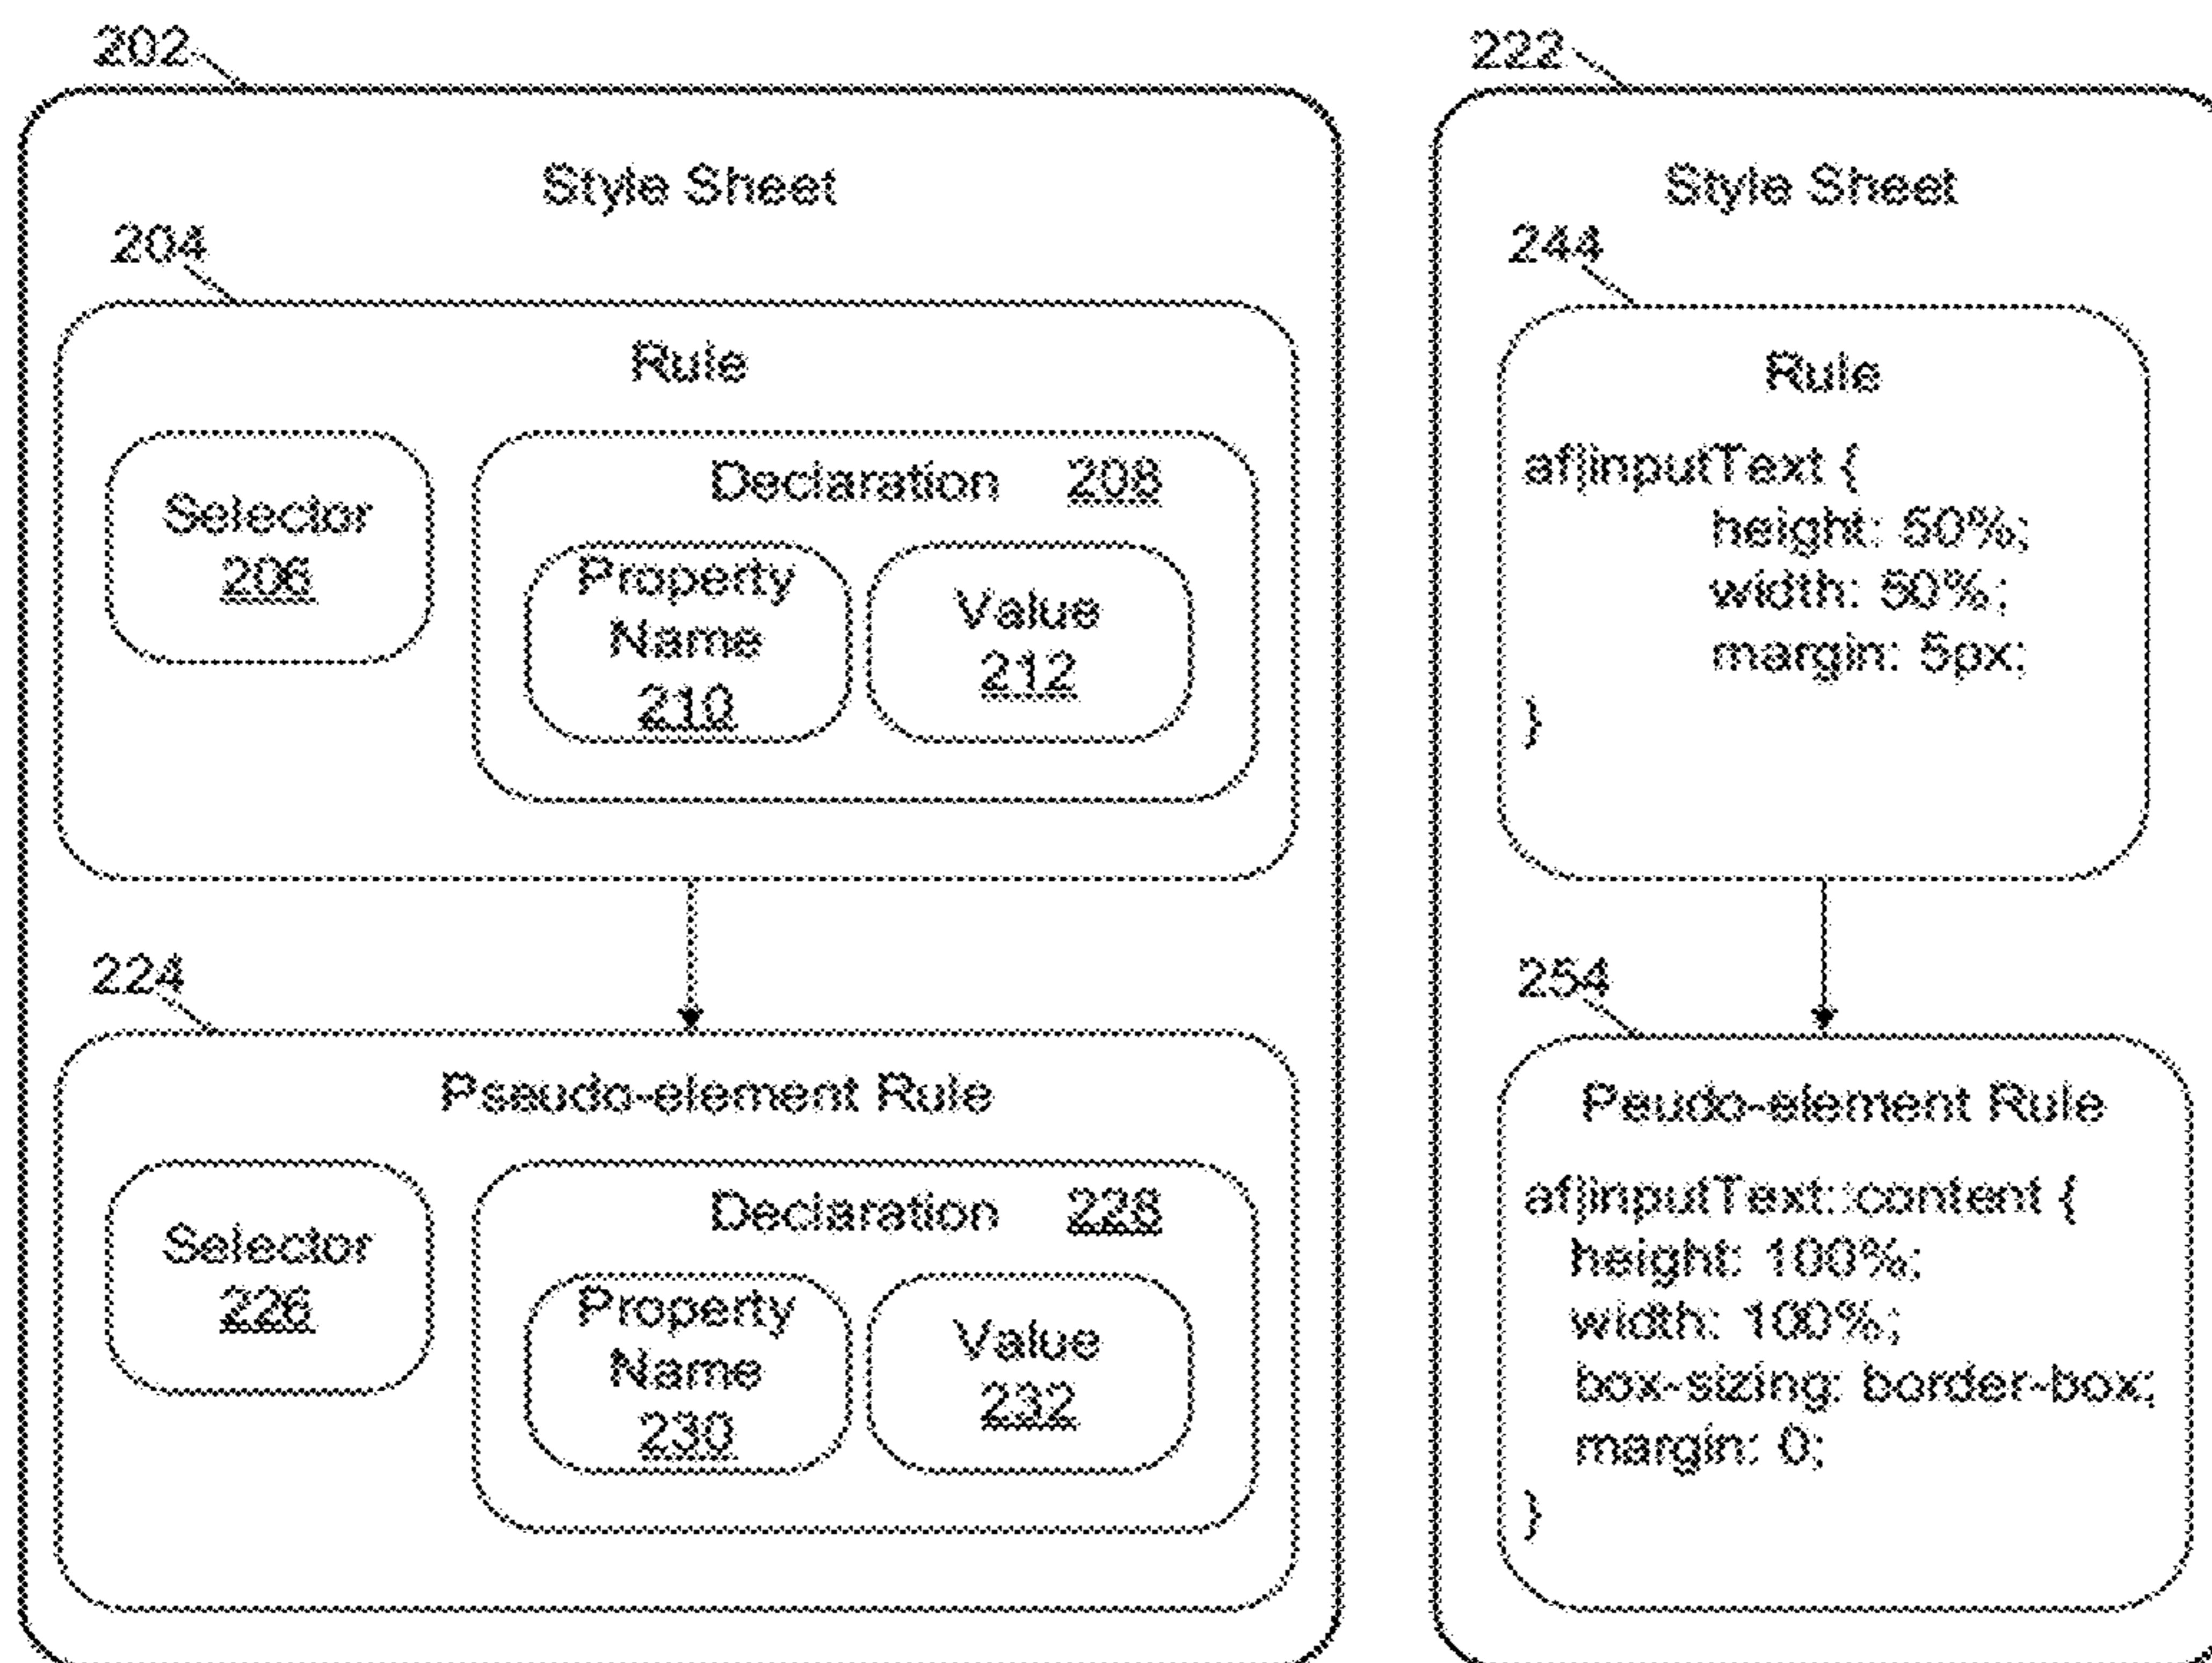 202
Style Sheet
204
Rule
Selector
206
Declaration 208
Property
Name
210
Value
212
224
Pseudo-element Rule
Selector
226
Declaration 228
Property
Name
230
Value
232
222
Style Sheet
244
Rule
af|inputText {
height: 50%;
width: 50%;
margin: 5px;
}
254
Peudo-element Rule
af|inputText::content {
height: 100%;
width: 100%;
box-sizing: border-box;
margin: 0;
}